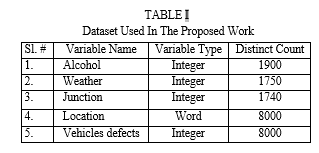 TABLE I
Dataset Used In The Proposed Work
Sl. # Variable Name Variable Type Distinct Count
1. Alcohol Integer 1900
2. Weather Integer 1750
3. Junction Integer 1740
4. Location Word 8000
5. Vehicles defects Integer 8000